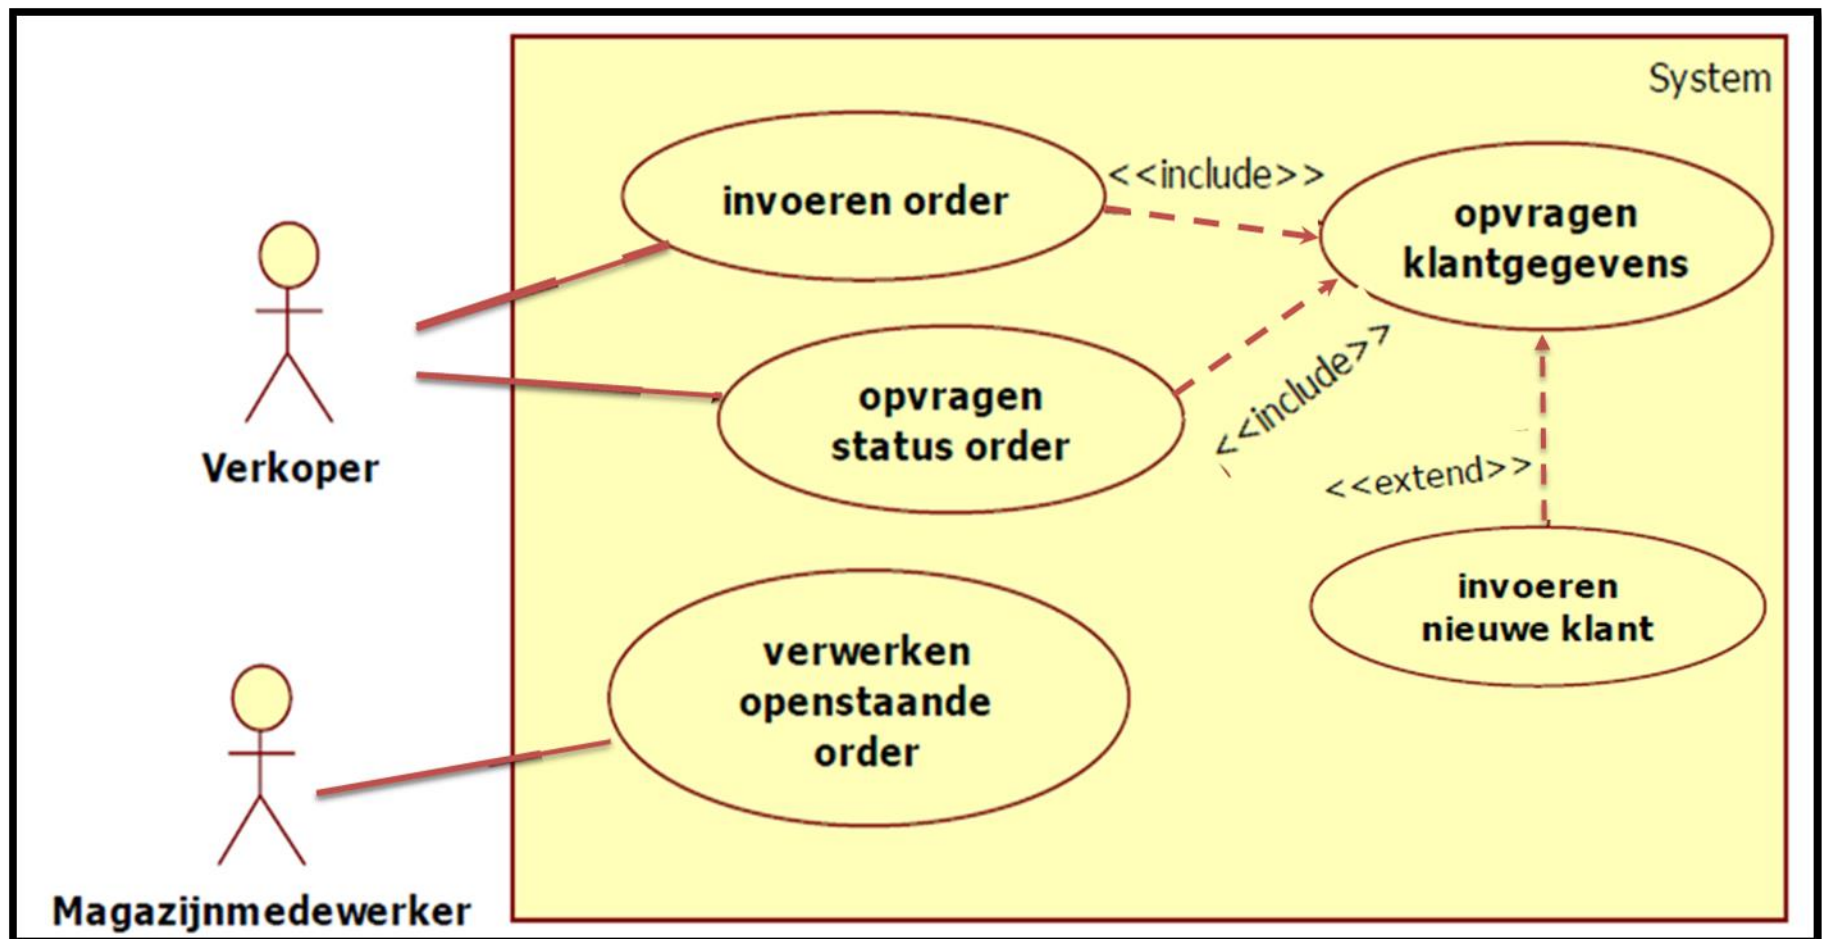 System
invoeren order
<<include>>
opvragen
klantgegevens
Verkoper
opvragen
status order
<<include>>
<<extend>>
invoeren
nieuwe klant
verwerken
openstaande
order
Magazijnmedewerker